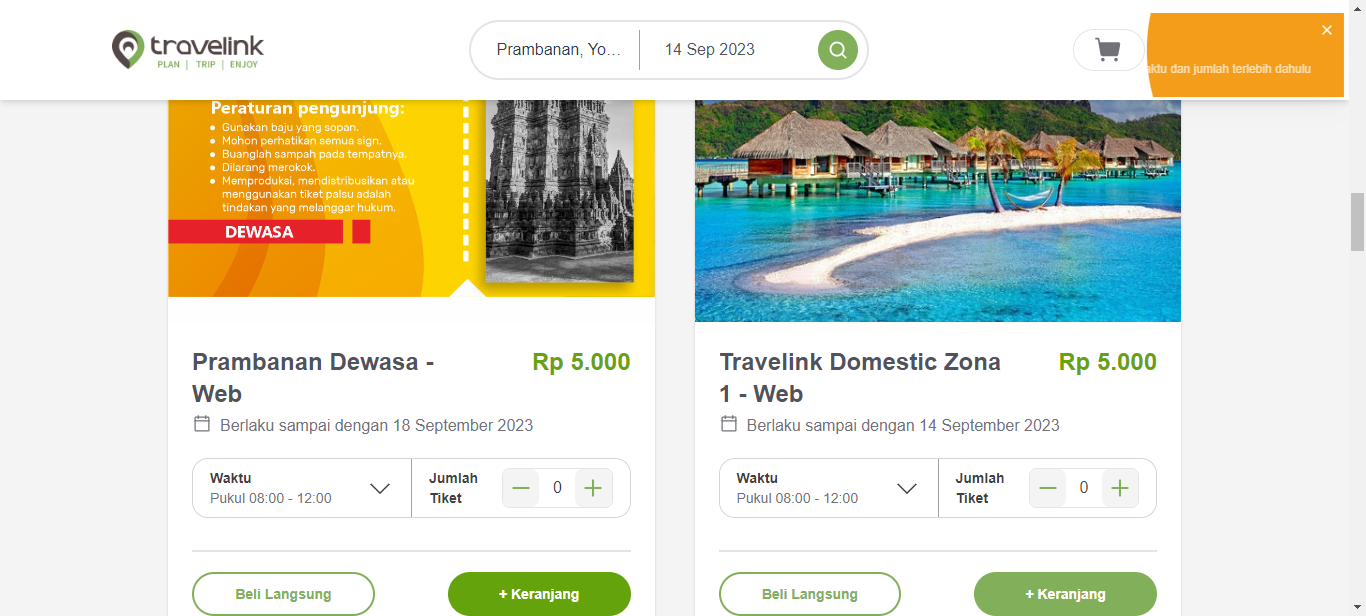 travelink
PLAN | TRIP | ENJOY
Prambanan, Yo...
14 Sep 2023
waktu dan jumlah terlebih dahulu
Peraturan pengunjung:
Gunakan baju yang sopan.
Mohon perhatikan semua sign.
Buanglah sampah pada tempatnya.
Dilarang merokok.
Memproduksi, mendistribusikan atau
menggunakan tiket palsu adalah
tindakan yang melanggar hukum.
DEWASA
Prambanan Dewasa -
Web
Rp 5.000
Berlaku sampai dengan 18 September 2023
Waktu
Pukul 08:00 - 12:00
Jumlah
Tiket
0
Beli Langsung
+ Keranjang
Travelink Domestic Zona
1 - Web
Rp 5.000
Berlaku sampai dengan 14 September 2023
Waktu
Pukul 08:00 - 12:00
Jumlah
Tiket
0
Beli Langsung
+ Keranjang